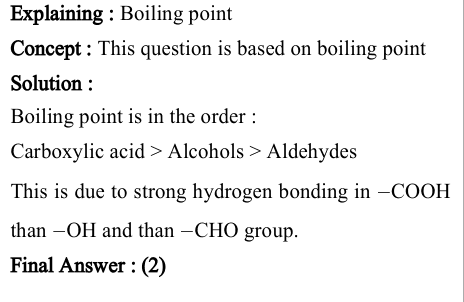 Explaining : Boiling point
Concept : This question is based on boiling point
Solution :
Boiling point is in the order :
Carboxylic acid > Alcohols > Aldehydes
This is due to strong hydrogen bonding in −COOH
than −OH and than −CHO group.
Final Answer : (2)